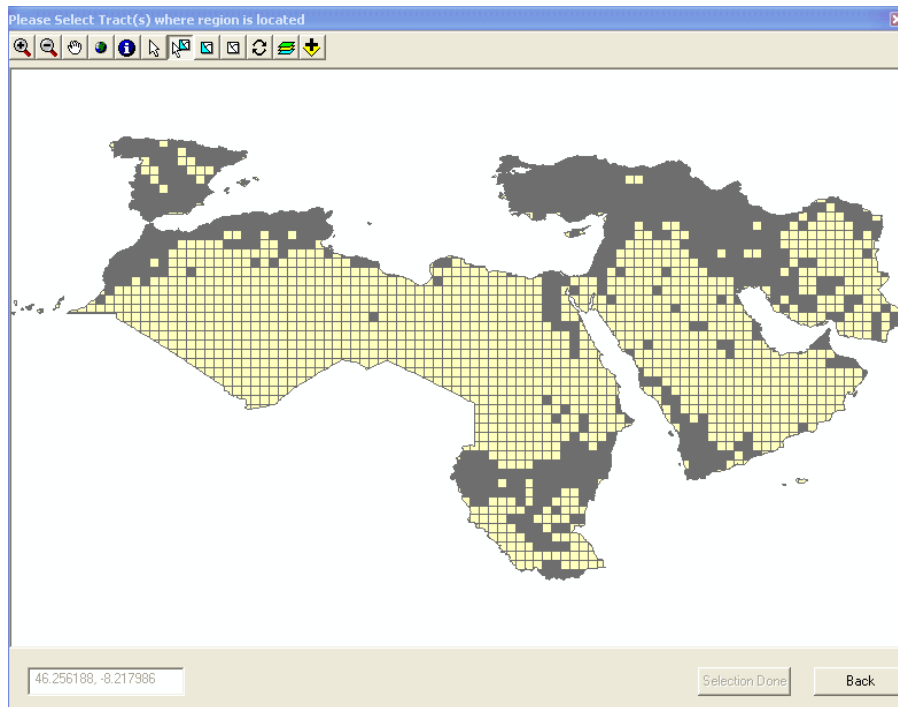 Please Select Tract(s) where region is located
46.256188, -8.217986
Selection Done
Back